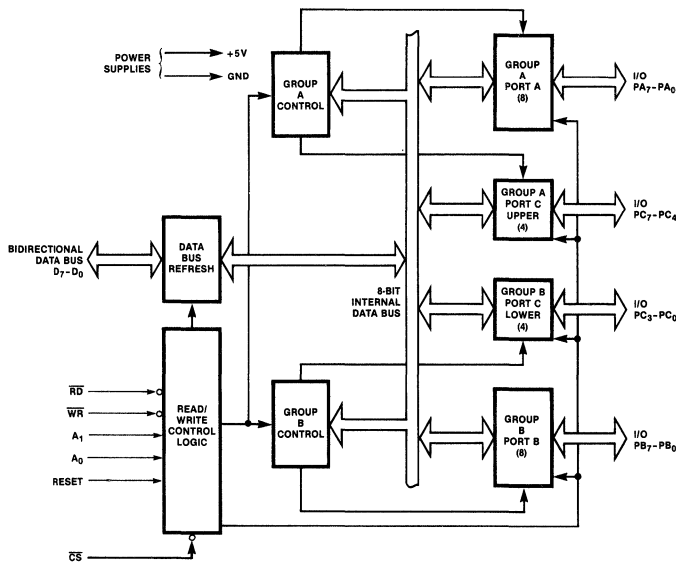 POWER
SUPPLIES
+5V
GND
GROUP
A
CONTROL
GROUP
A
PORT A
(8)
I/O
PA7-PA0
GROUP A
PORT C
UPPER
(4)
I/O
PC7-PC4
BIDIRECTIONAL
DATA BUS
D7-D0
DATA
BUS
REFRESH
8-BIT
INTERNAL
DATA BUS
GROUP B
PORT C
LOWER
(4)
I/O
PC3-PC0
RD
WR
A1
A0
RESET
CS
READ/
WRITE
CONTROL
LOGIC
GROUP
B
CONTROL
GROUP
B
PORT B
(8)
I/O
PB7-PB0